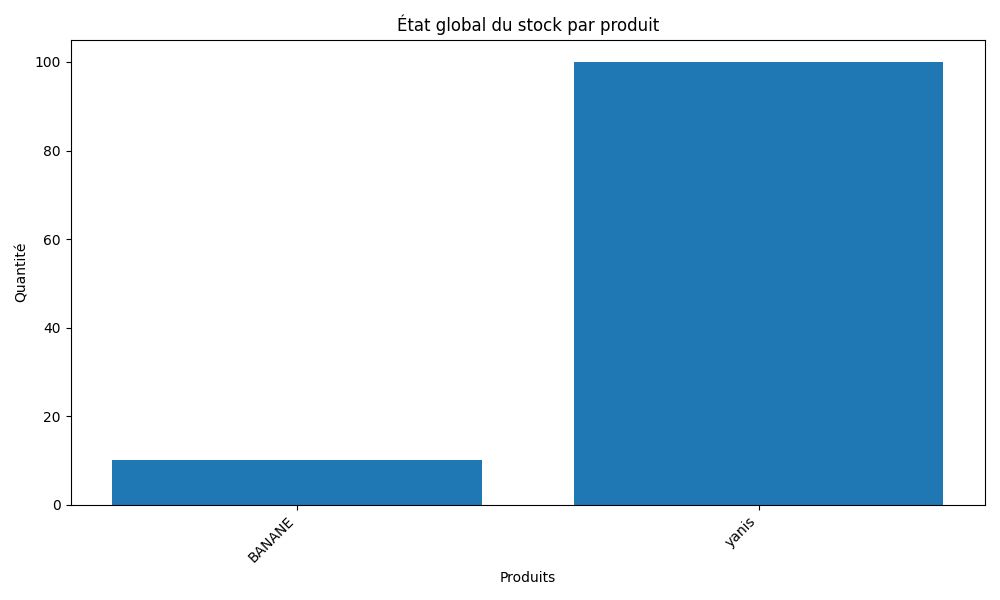 État global du stock par produit
100
80
60
40
20
0
Quantité
BANANE
yanis
Produits